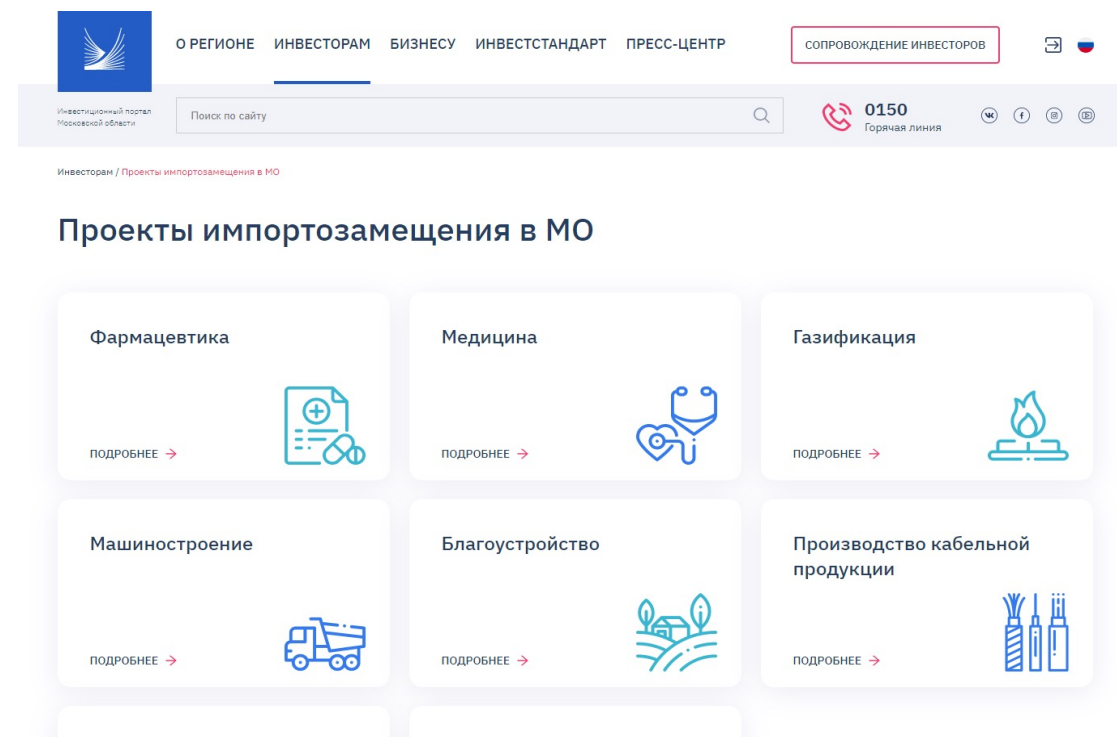 О РЕГИОНЕ ИНВЕСТОРАМ БИЗНЕСУ ИНВЕСТСТАНДАРТ ПРЕСС-ЦЕНТР СОПРОВОЖДЕНИЕ ИНВЕСТОРОВ
Инвестиционный портал
Московской области
Поиск по сайту
0150
Горячая линия
Инвесторам / Проекты импортозамещения в МО
Проекты импортозамещения в МО
Фармацевтика
ПОДРОБНЕЕ
Медицина
ПОДРОБНЕЕ
Газификация
ПОДРОБНЕЕ
Машиностроение
ПОДРОБНЕЕ
Благоустройство
ПОДРОБНЕЕ
Производство кабельной
продукции
ПОДРОБНЕЕ